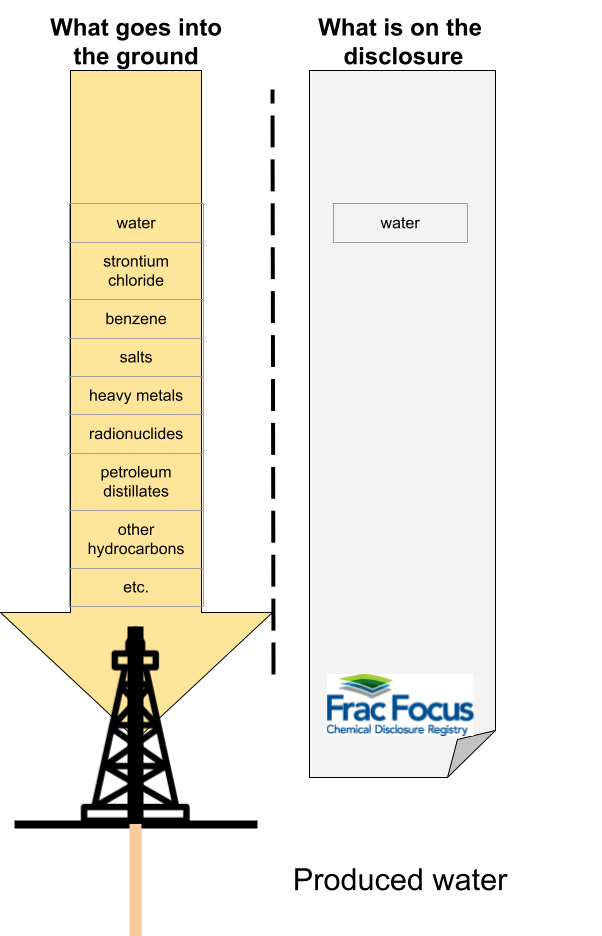 What goes into
the ground
What is on the
disclosure
water
strontium
chloride
benzene
salts
heavy metals
radionuclides
petroleum
distillates
other
hydrocarbons
etc.
water
Frac Focus
Chemical Disclosure Registry
Produced water